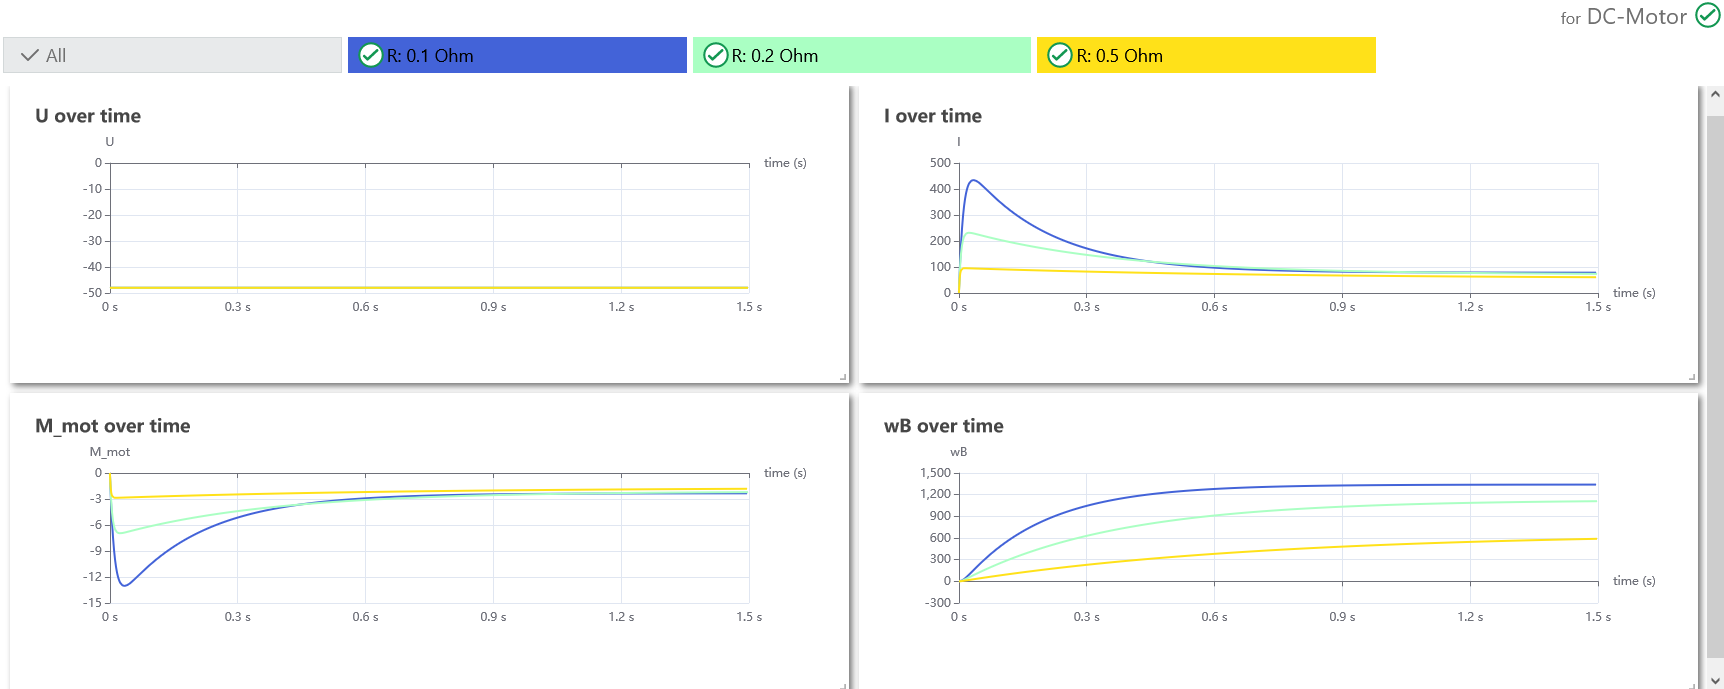 for DC-Motor
All
R: 0.1 Ohm
R: 0.2 Ohm
R: 0.5 Ohm
U over time
U
0
-10
-20
-30
-40
-50
time (s)
0 s
0.3 s
0.6 s
0.9 s
1.2 s
1.5 s
I over time
I
500
400
300
200
100
0
time (s)
0 s
0.3 s
0.6 s
0.9 s
1.2 s
1.5 s
M_mot over time
M_mot
0
-3
-6
-9
-12
-15
time (s)
0 s
0.3 s
0.6 s
0.9 s
1.2 s
1.5 s
wB over time
wB
1,500
1,200
900
600
300
0
-300
time (s)
0 s
0.3 s
0.6 s
0.9 s
1.2 s
1.5 s